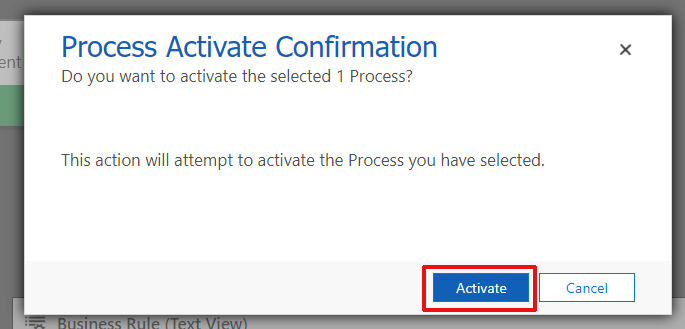 Process Activate Confirmation
Do you want to activate the selected 1 Process?
ent
This action will attempt to activate the Process you have selected.
Activate
Cancel
Business Rule (Text View)